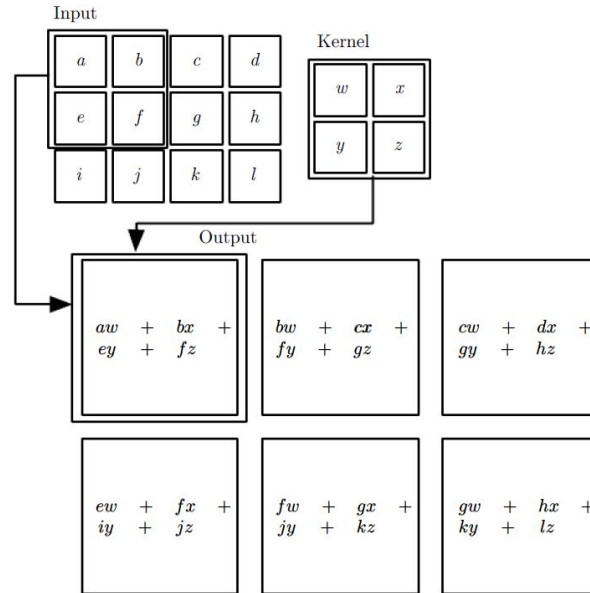 Input
Kernel
a b c d
e f g h
i j k l
w x
y z
Output
aw + bx +
ey + fz
bw + cx +
fy + gz
cw + dx +
gy + hz
ew + fx +
iy + jz
fw + gx +
jy + kz
gw + hx +
ky + lz